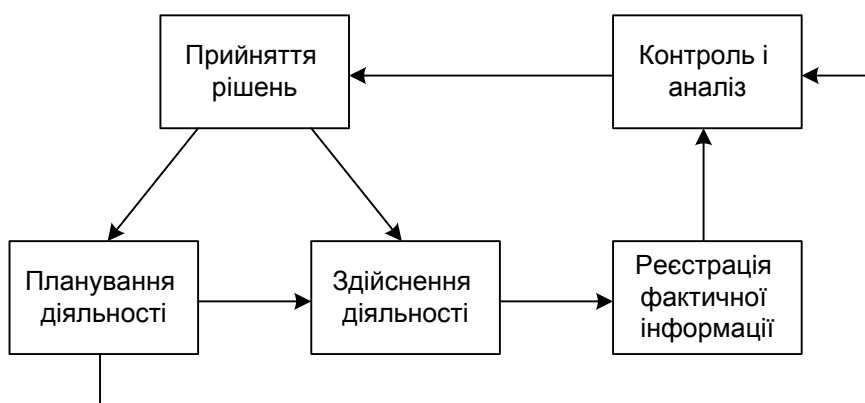 Прийняття
рішень
Контроль і
аналіз
Планування
діяльності
Здійснення
діяльності
Реєстрація
фактичної
інформації